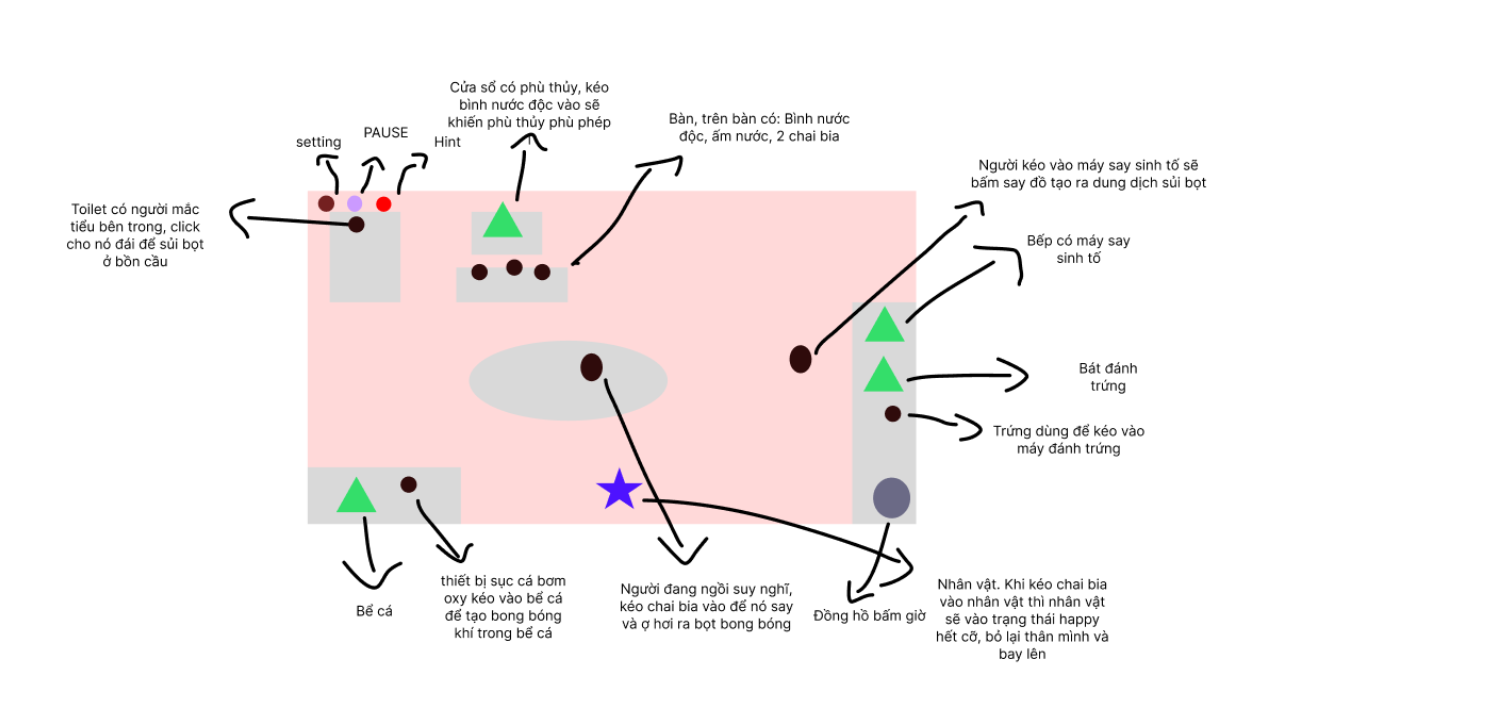 Cửa sổ có phù thủy, kéo
bình nước độc vào sẽ
khiến phù thủy phù phép
setting
PAUSE
Hint
Bàn, trên bàn có: Bình nước
độc, ấm nước, 2 chai bia
Người kéo vào máy say sinh tố sẽ
bấm say đồ tạo ra dung dịch sủi bọt
Toilet có người mắc
tiểu bên trong, click
cho nó đái để sủi bọt
ở bồn cầu
Bếp có máy say
sinh tố
Bát đánh
trứng
Trứng dùng để kéo vào
máy đánh trứng
Bể cá
thiết bị sục cá bơm
oxy kéo vào bể cá
để tạo bong bóng
khí trong bể cá
Người đang ngồi suy nghĩ,
kéo chai bia vào để nó say
và ợ hơi ra bọt bong bóng
Đồng hồ bấm giờ
Nhân vật. Khi kéo chai bia
vào nhân vật thì nhân vật
sẽ vào trạng thái happy
hết cỡ, bỏ lại thân mình và
bay lên